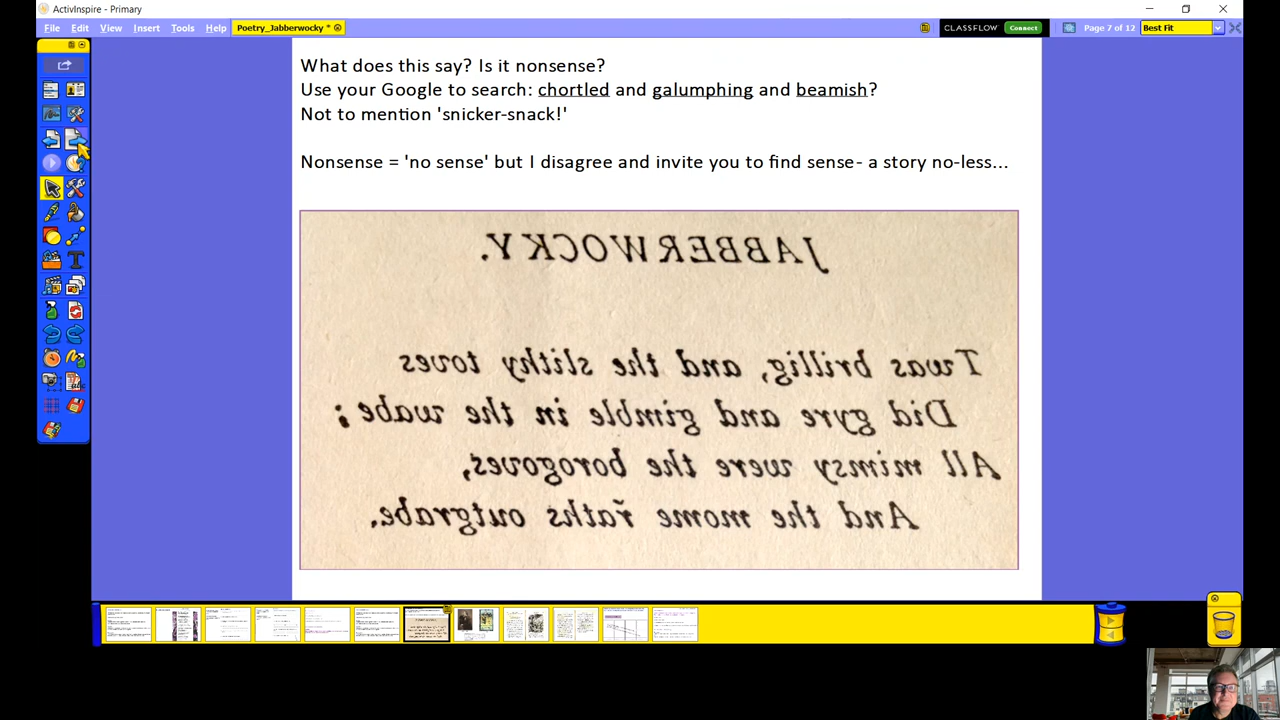 ActivInspire - Primary
File Edit View Insert Tools Help Poetry_Jabberwocky * CLASSFLOW Connect Page 7 of 12 Best Fit
What does this say? Is it nonsense?
Use your Google to search: chortled and galumphing and beamish?
Not to mention 'snicker-snack!'
Nonsense = 'no sense' but I disagree and invite you to find sense- a story no-less...
JABBERWOCKY.
Twas brillig, and the slithy toves
Did gyre and gimble in the wabe;
All mimsy were the borogoves,
And the mome raths outgrabe.